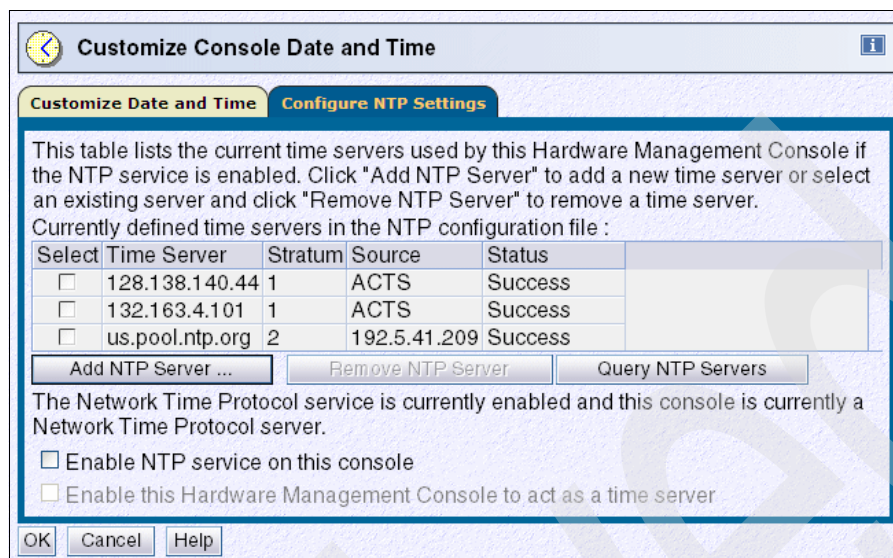 Customize Console Date and Time
i
Customize Date and Time Configure NTP Settings
This table lists the current time servers used by this Hardware Management Console if
the NTP service is enabled. Click "Add NTP Server" to add a new time server or select
an existing server and click "Remove NTP Server" to remove a time server.
Currently defined time servers in the NTP configuration file :
Select Time Server Stratum Source Status
128.138.140.44 1 ACTS Success
132.163.4.101 1 ACTS Success
us.pool.ntp.org 2 192.5.41.209 Success
Add NTP Server ... Remove NTP Server Query NTP Servers
The Network Time Protocol service is currently enabled and this console is currently a
Network Time Protocol server.
Enable NTP service on this console
Enable this Hardware Management Console to act as a time server
OK Cancel Help